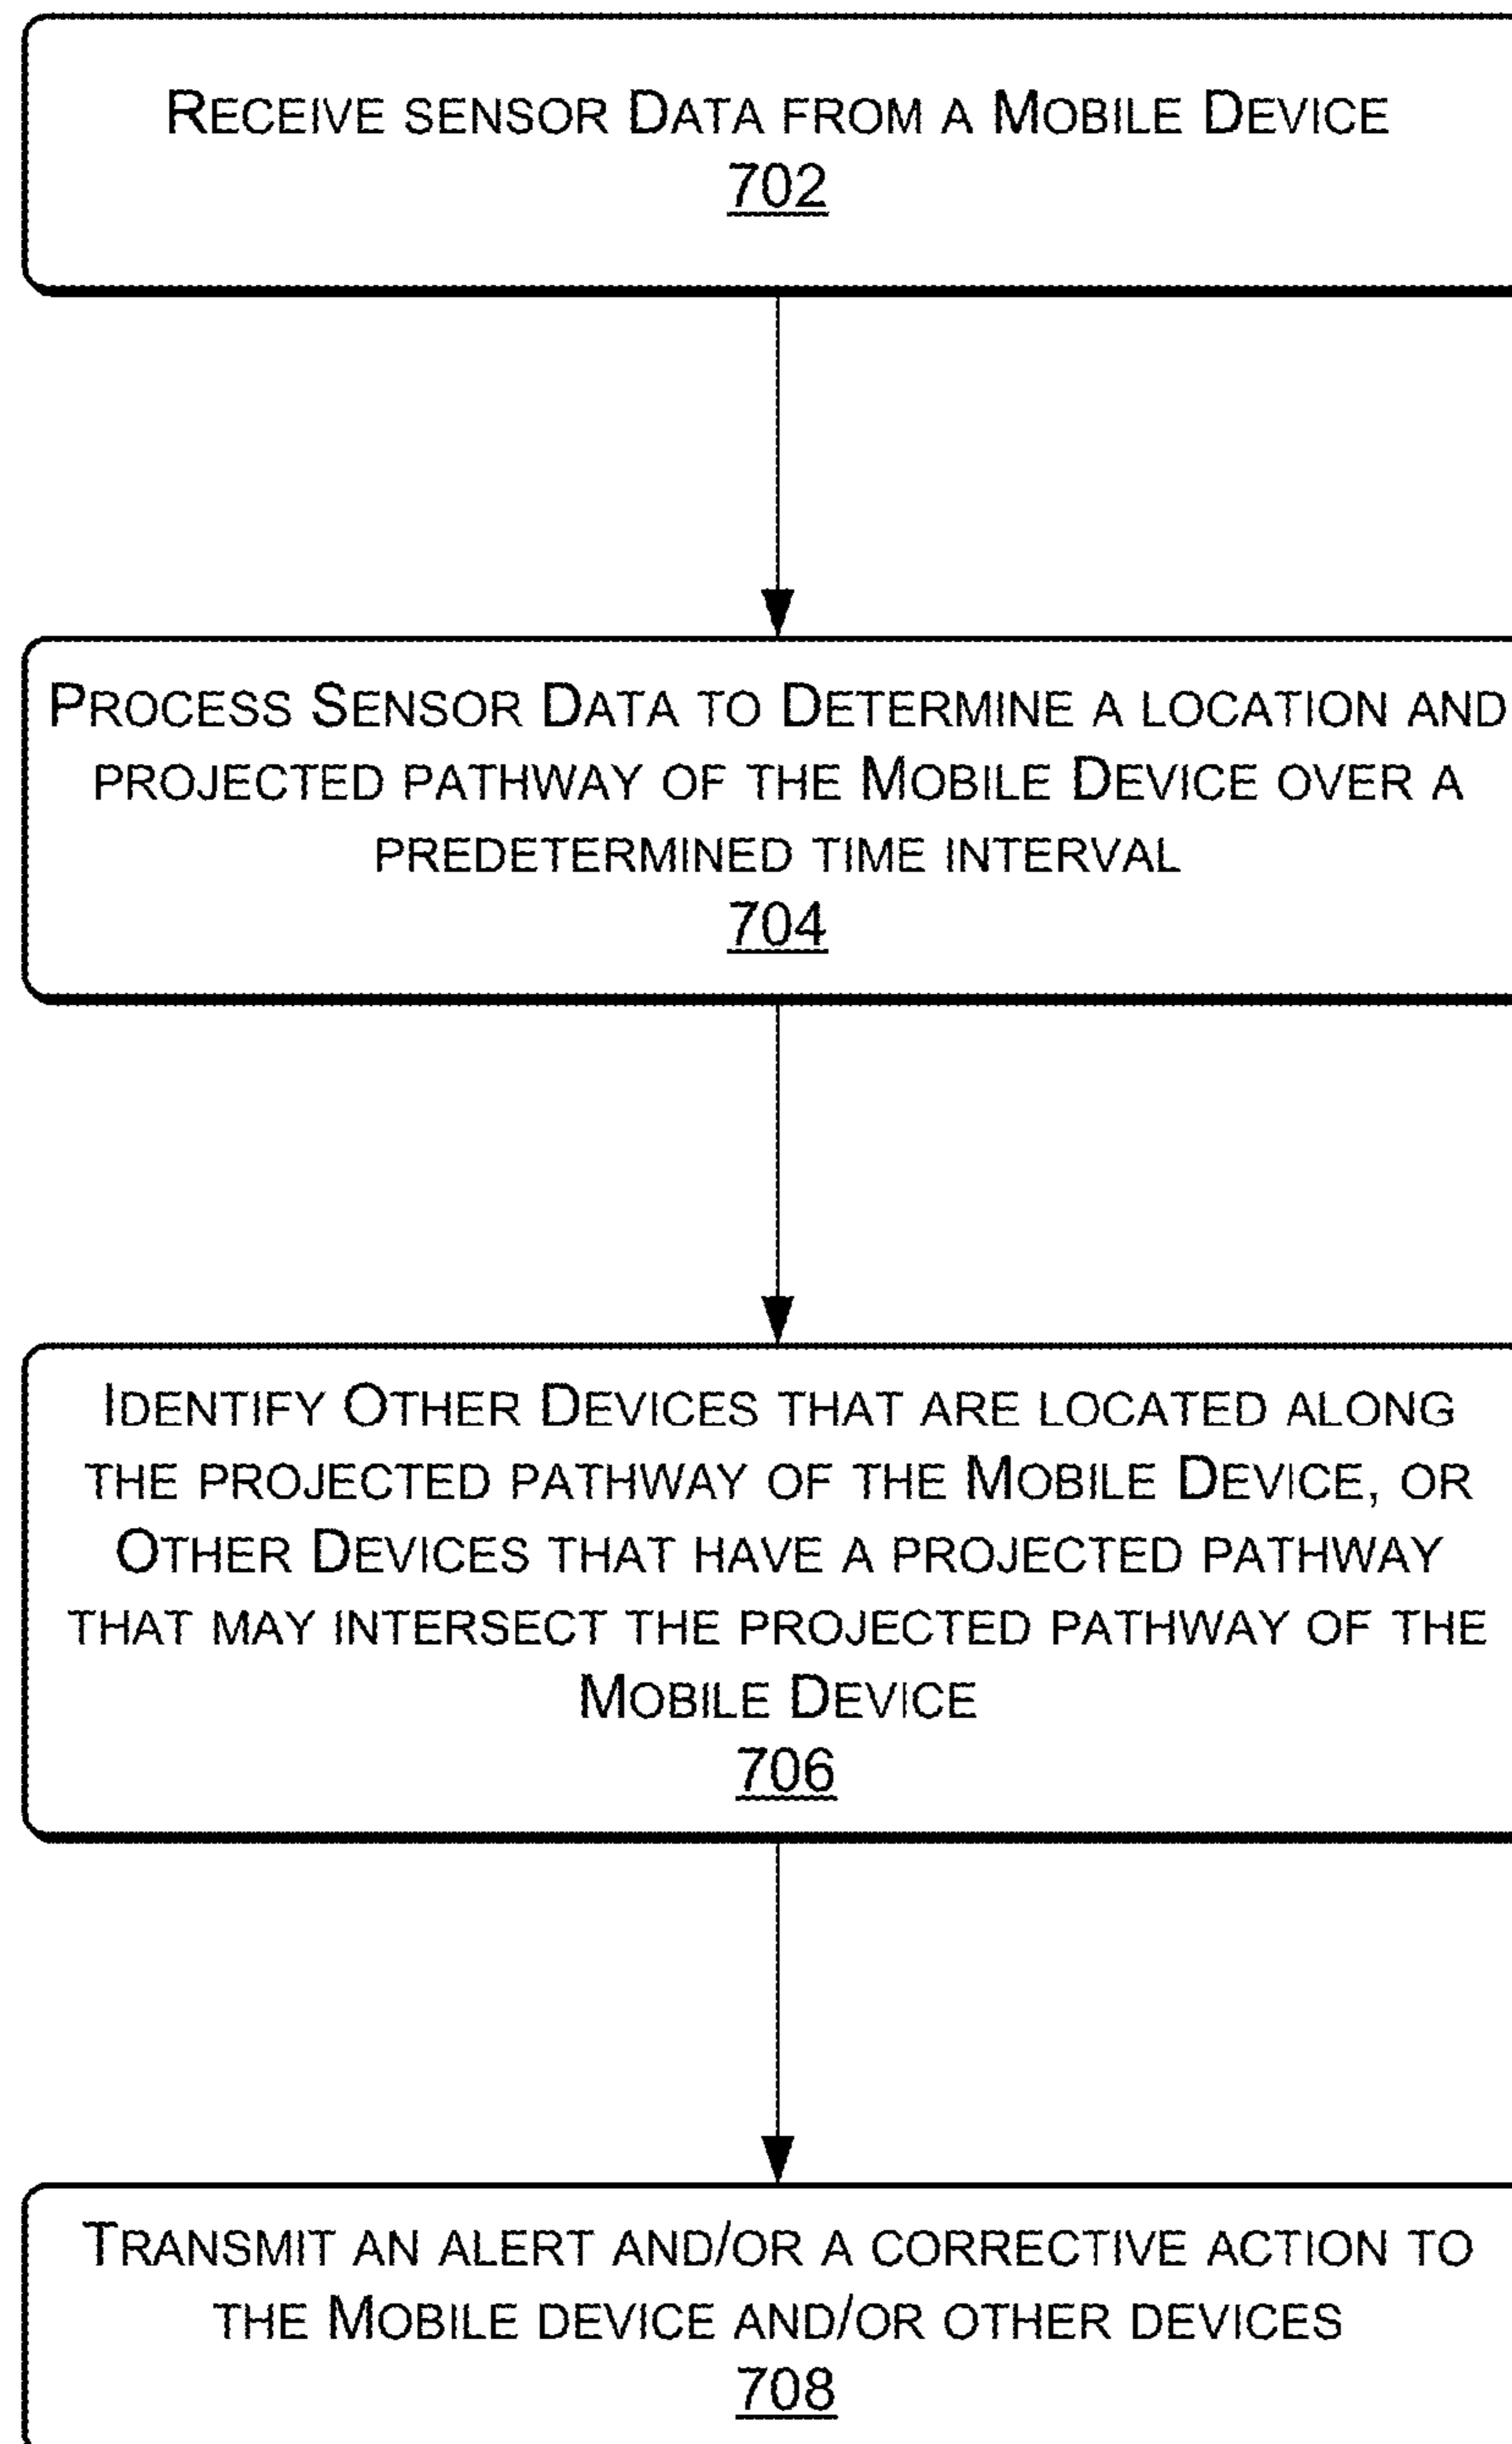 RECEIVE SENSOR DATA FROM A MOBILE DEVICE
702
PROCESS SENSOR DATA TO DETERMINE A LOCATION AND
PROJECTED PATHWAY OF THE MOBILE DEVICE OVER A
PREDETERMINED TIME INTERVAL
704
IDENTIFY OTHER DEVICES THAT ARE LOCATED ALONG
THE PROJECTED PATHWAY OF THE MOBILE DEVICE, OR
OTHER DEVICES THAT HAVE A PROJECTED PATHWAY
THAT MAY INTERSECT THE PROJECTED PATHWAY OF THE
MOBILE DEVICE
706
TRANSMIT AN ALERT AND/OR A CORRECTIVE ACTION TO
THE MOBILE DEVICE AND/OR OTHER DEVICES
708